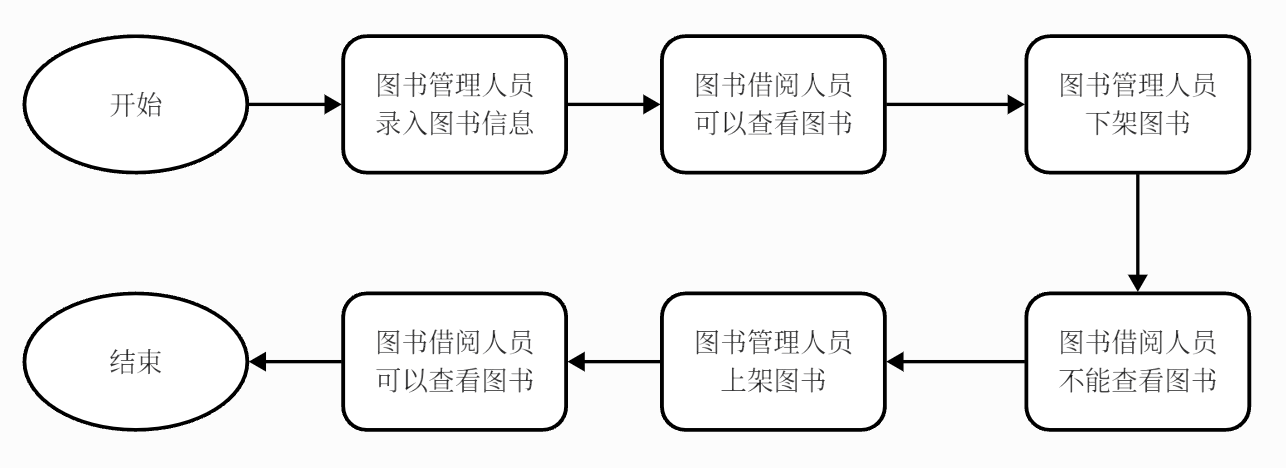 开始
图书管理人员
录入图书信息
图书借阅人员
可以查看图书
图书管理人员
下架图书
图书借阅人员
不能查看图书
图书管理人员
上架图书
图书借阅人员
可以查看图书
结束